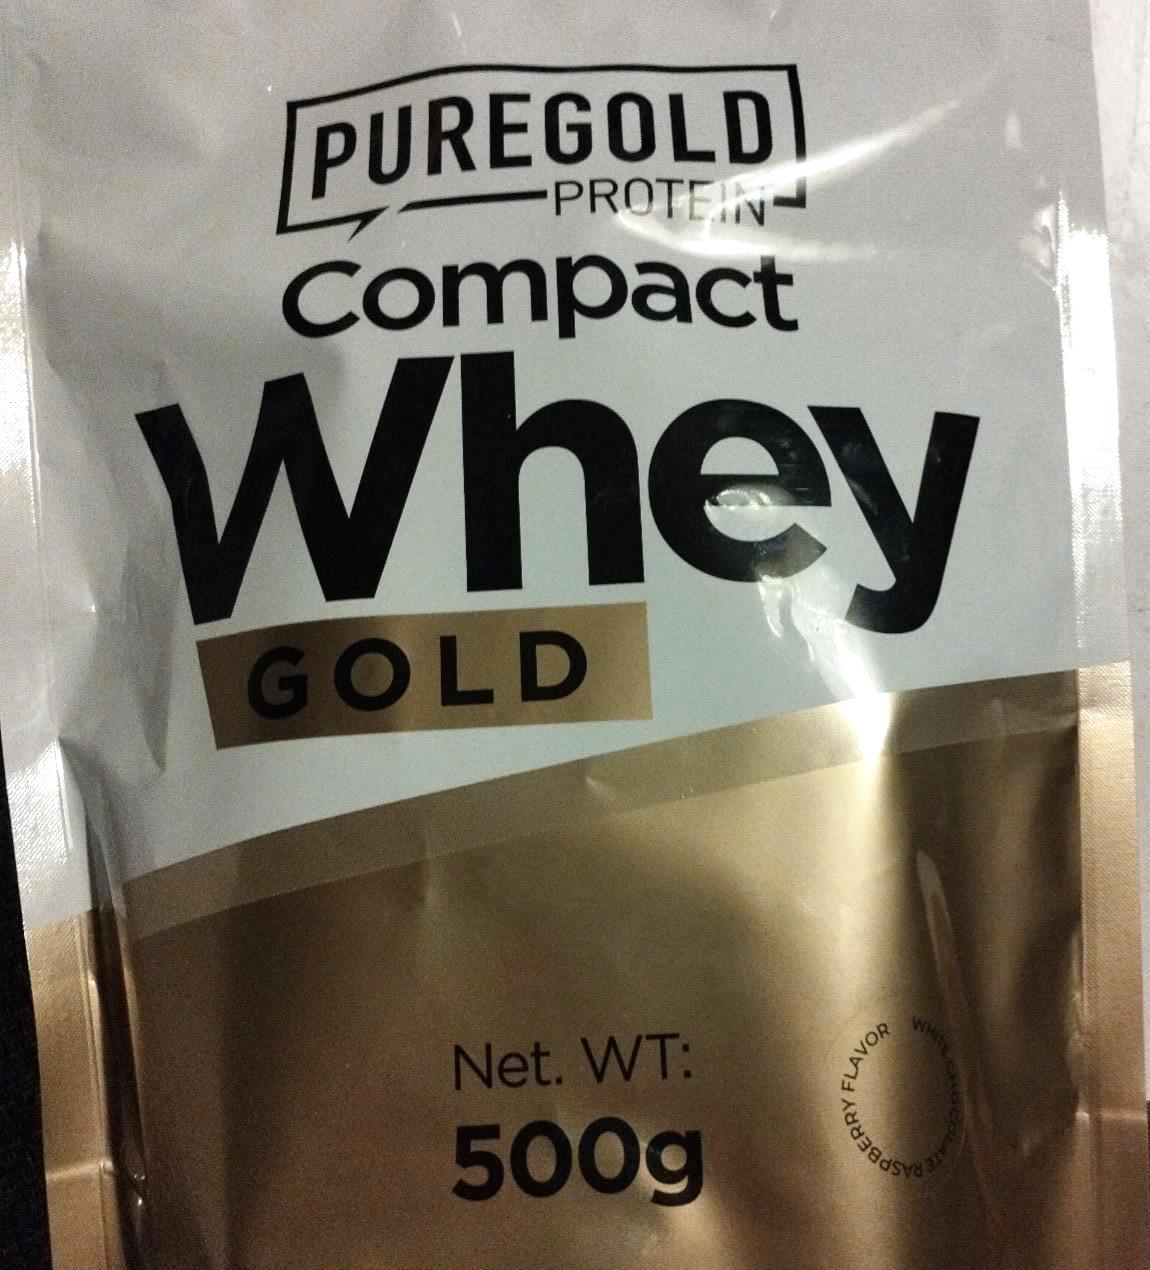 PUREGOLD
PROTEIN
Compact
Whey
GOLD
Net. WT:
500g
WHITE CHOCOLATE RASPBERRY FLAVOR